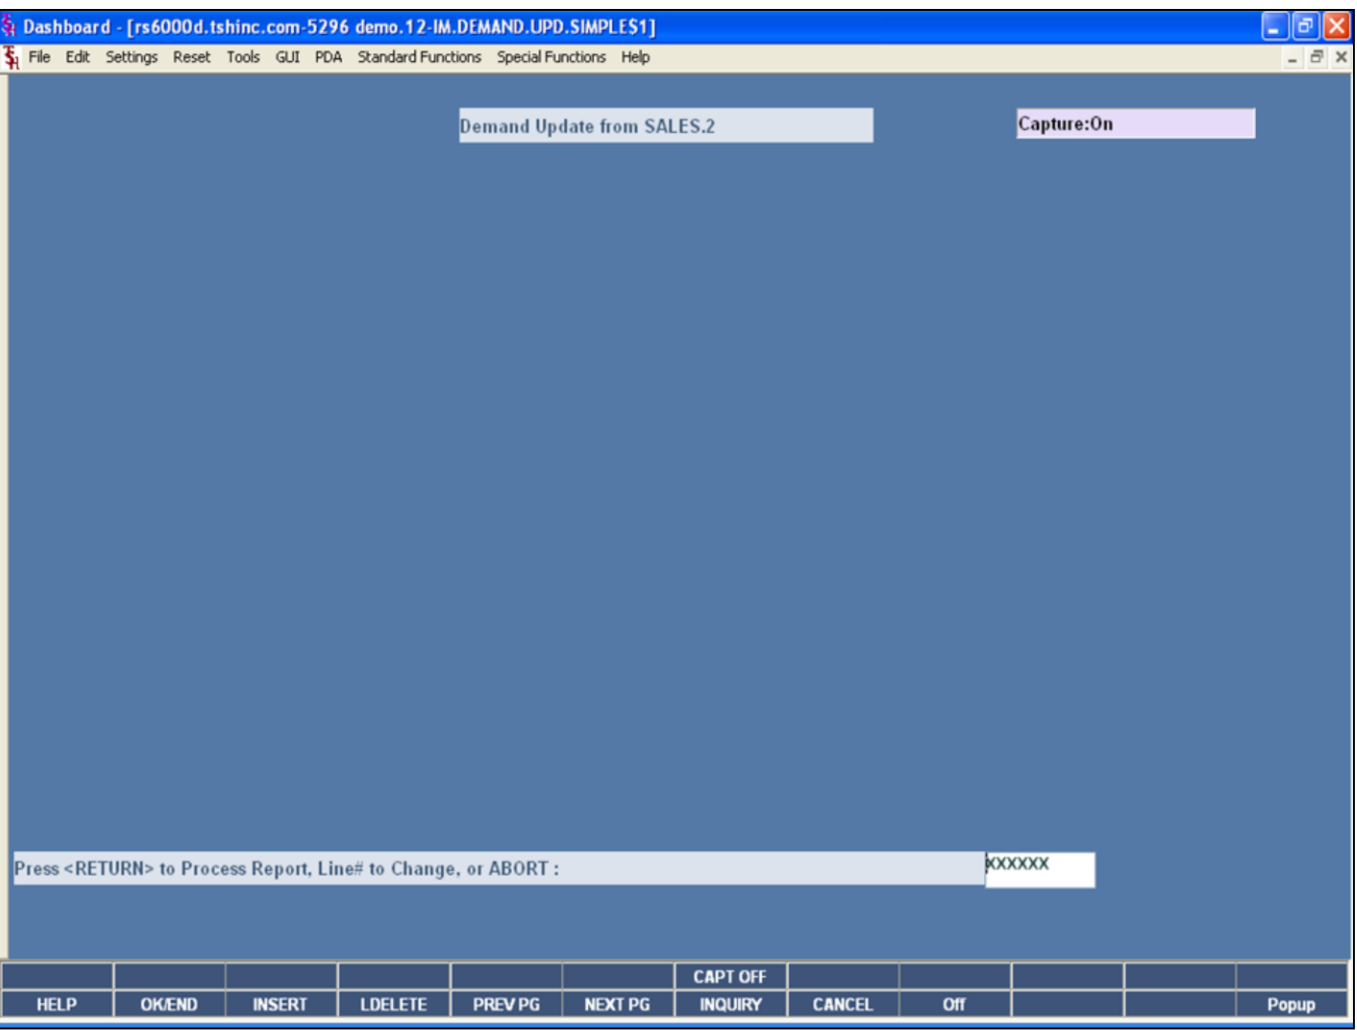 Dashboard - [rs6000d.tshinc.com-5296 demo.12-IM.DEMAND.UPD.SIMPLE$1]
File Edit Settings Reset Tools GUI PDA Standard Functions Special Functions Help
Demand Update from SALES.2 Capture:On
Press <RETURN> to Process Report, Line# to Change, or ABORT : XXXXXX
CAPT OFF
HELP OK/END INSERT LDELETE PREV PG NEXT PG INQUIRY CANCEL Off Popup